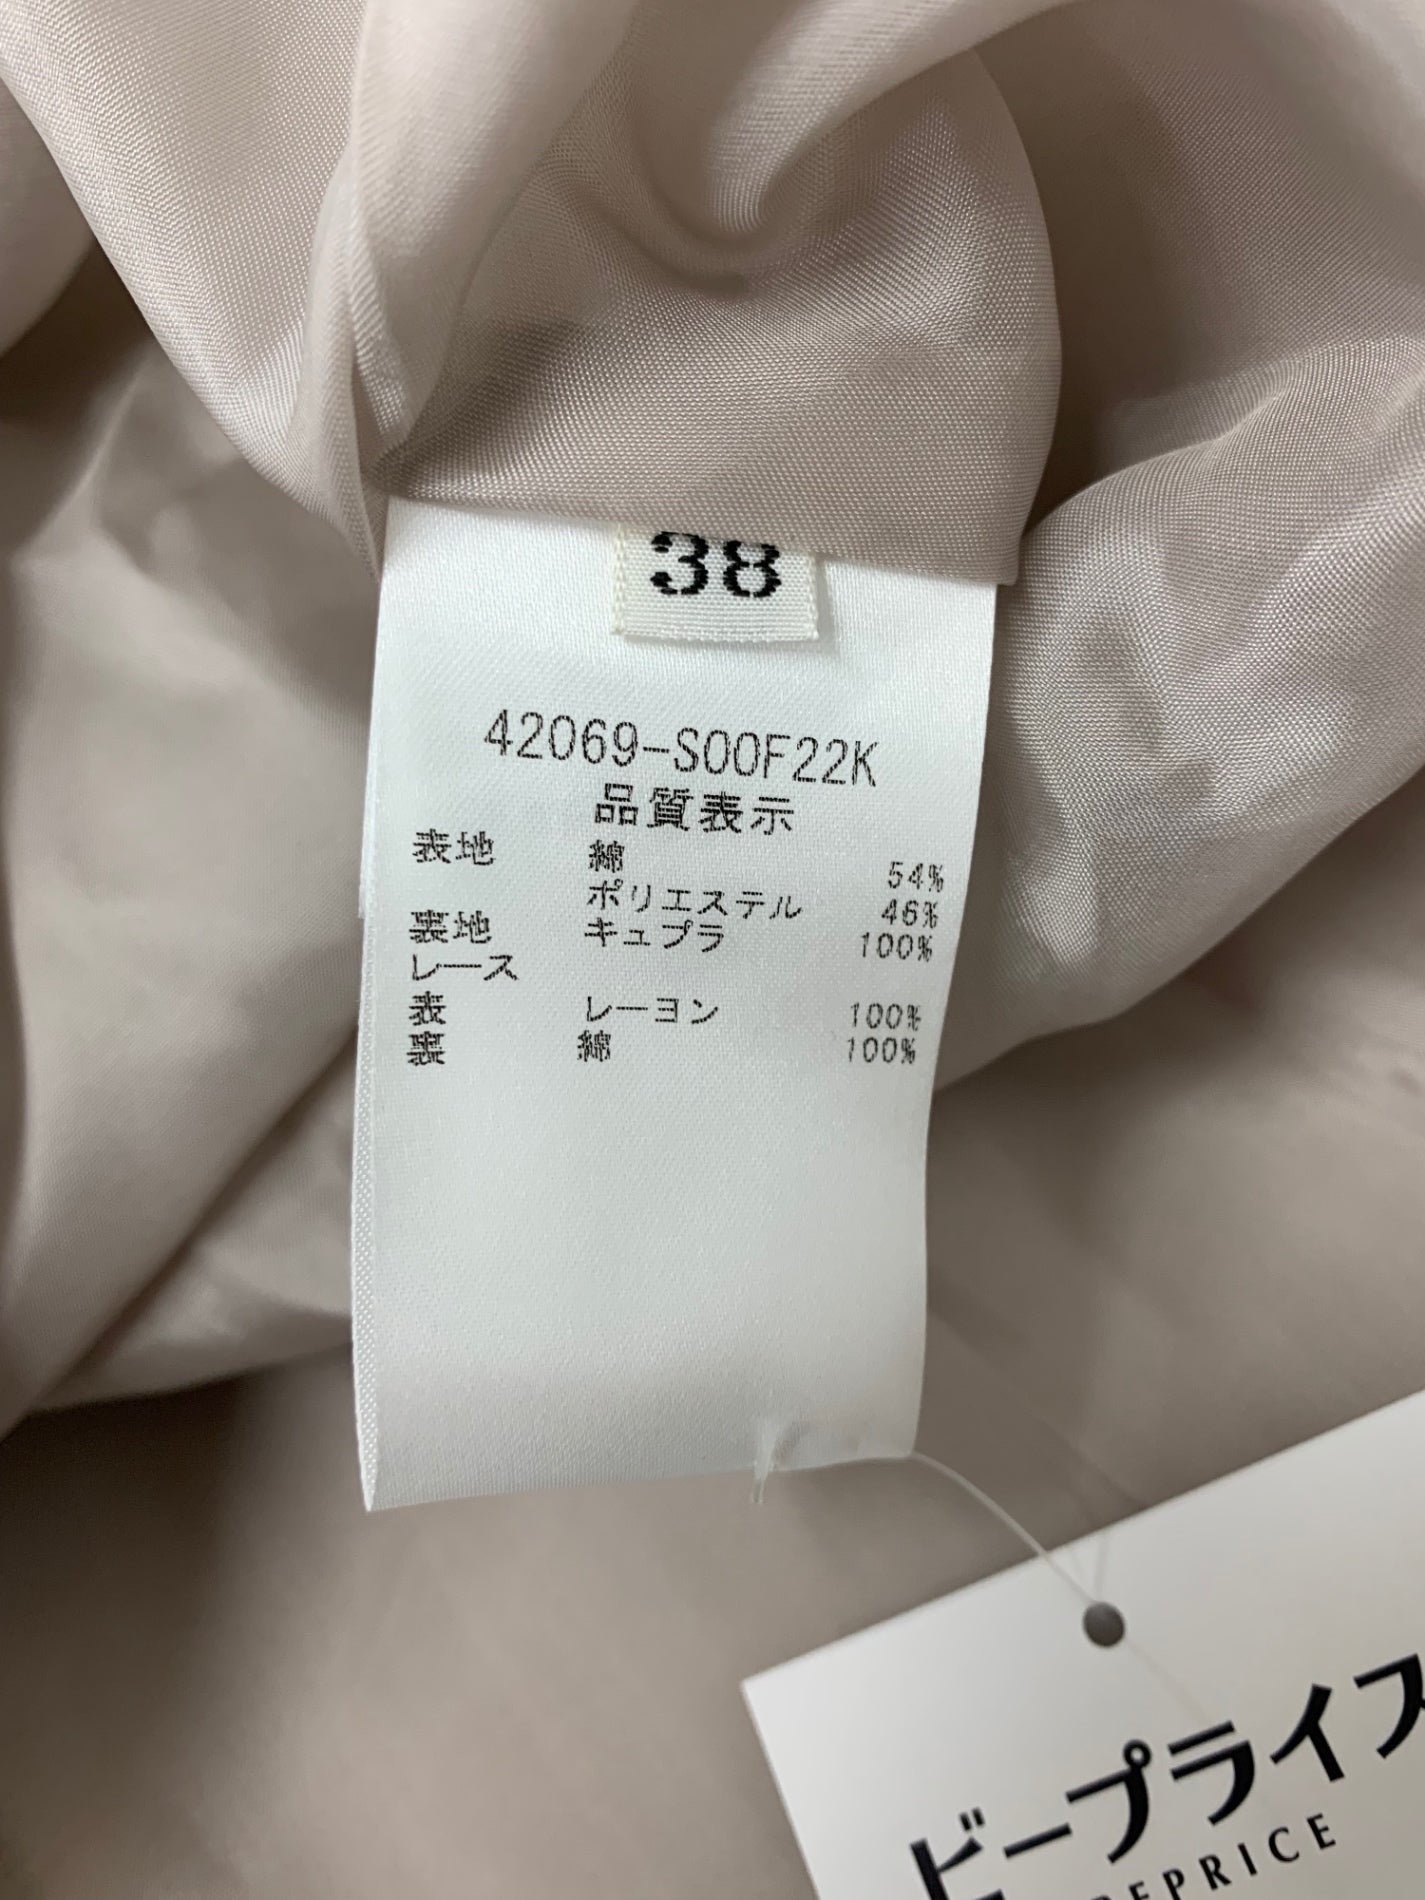 38
42069-S00F22K
品質表示
表地 綿 54%
ポリエステル 46%
裏地 キュプラ 100%
レース
表 レーヨン 100%
裏 綿 100%
ビープライス